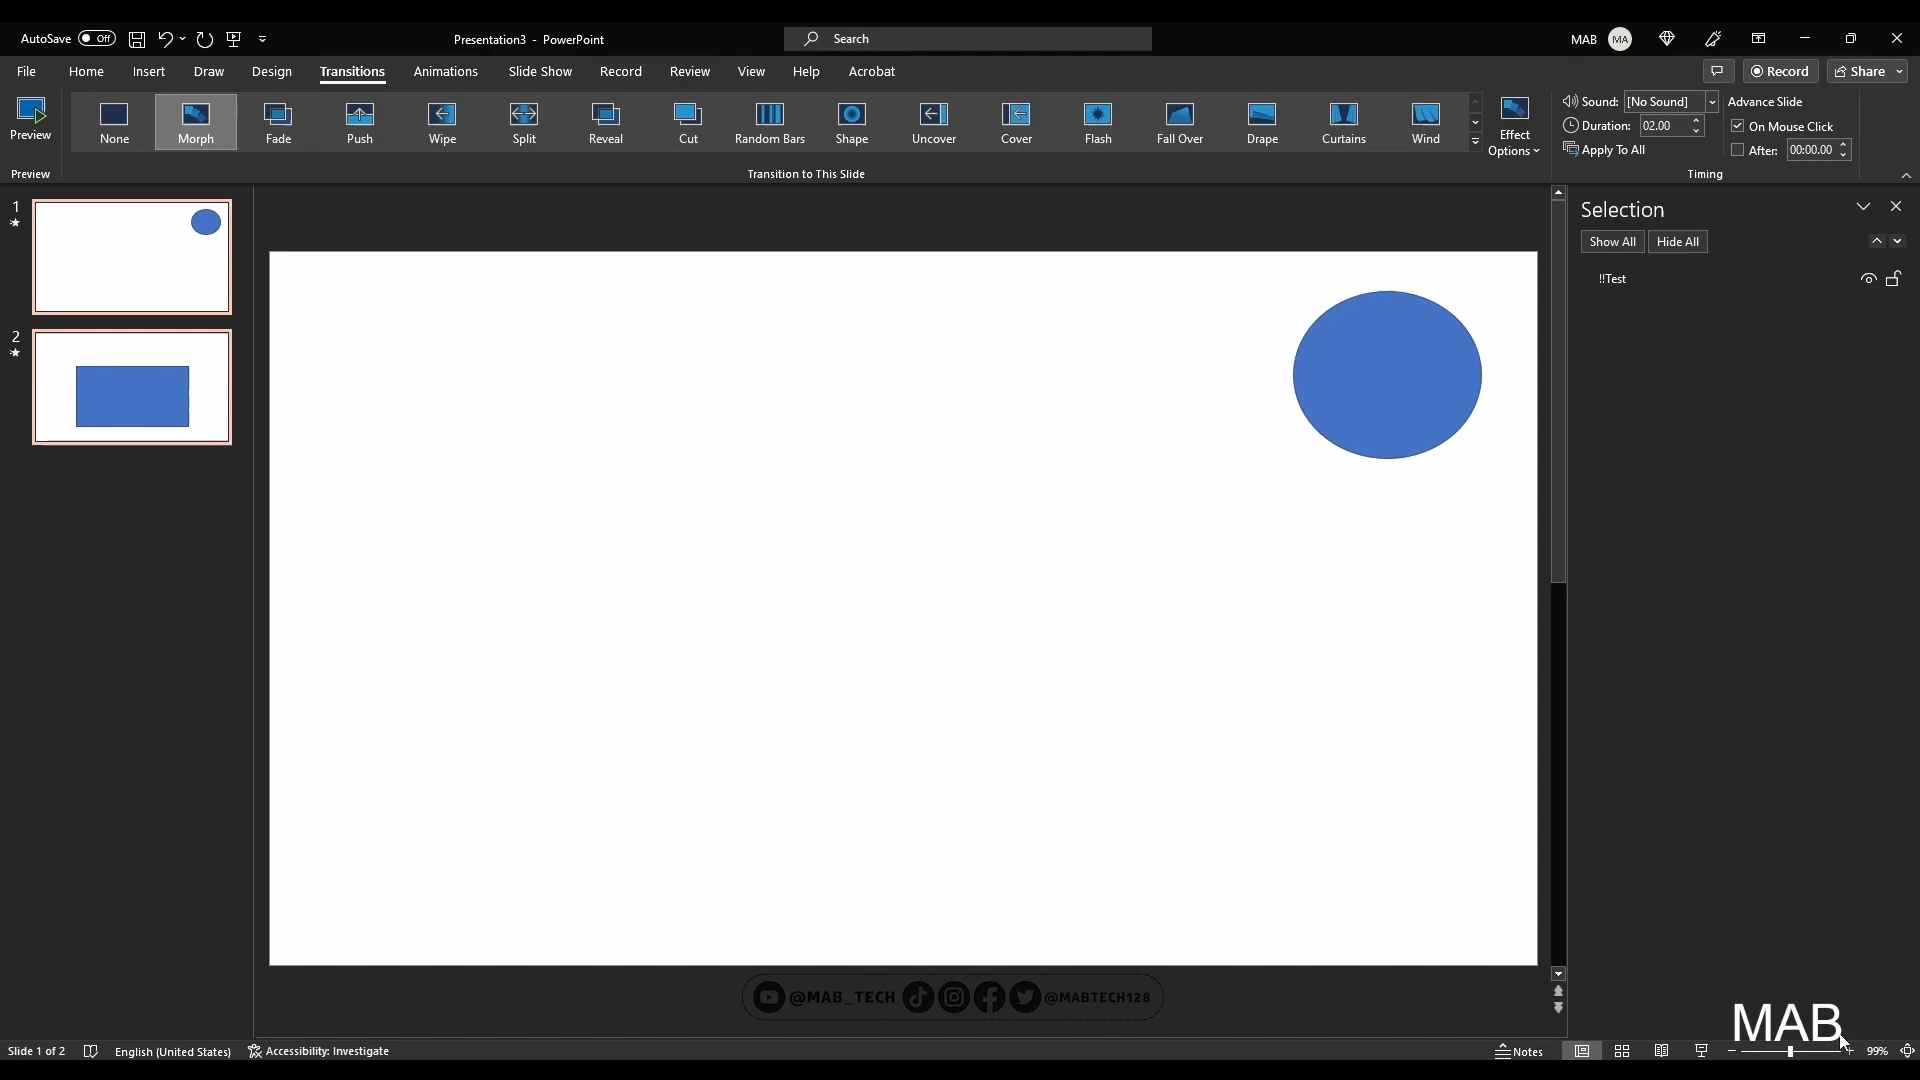 AutoSave Off
Presentation3 - PowerPoint
Search
MAB MA
File Home Insert Draw Design Transitions Animations Slide Show Record Review View Help Acrobat
Record Share
Preview
None Morph Fade Push Wipe Split Reveal Cut Random Bars Shape Uncover Cover Flash Fall Over Drape Curtains Wind
Effect
Options
Sound: [No Sound]
Duration: 02.00
Apply To All
Advance Slide
On Mouse Click
After: 00:00.00
Preview
Transition to This Slide
Timing
1
2
Selection
Show All Hide All
!!Test
@MAB_TECH @MABTECH128
MAB
Slide 1 of 2 English (United States) Accessibility: Investigate
Notes
99%